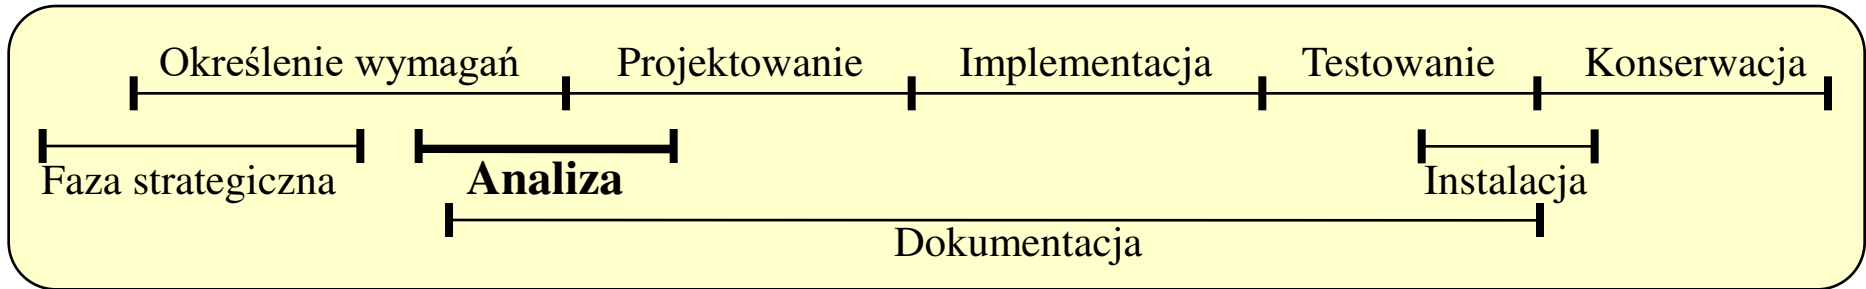 Określenie wymagań Projektowanie Implementacja Testowanie Konserwacja
Faza strategiczna Analiza Instalacja
Dokumentacja